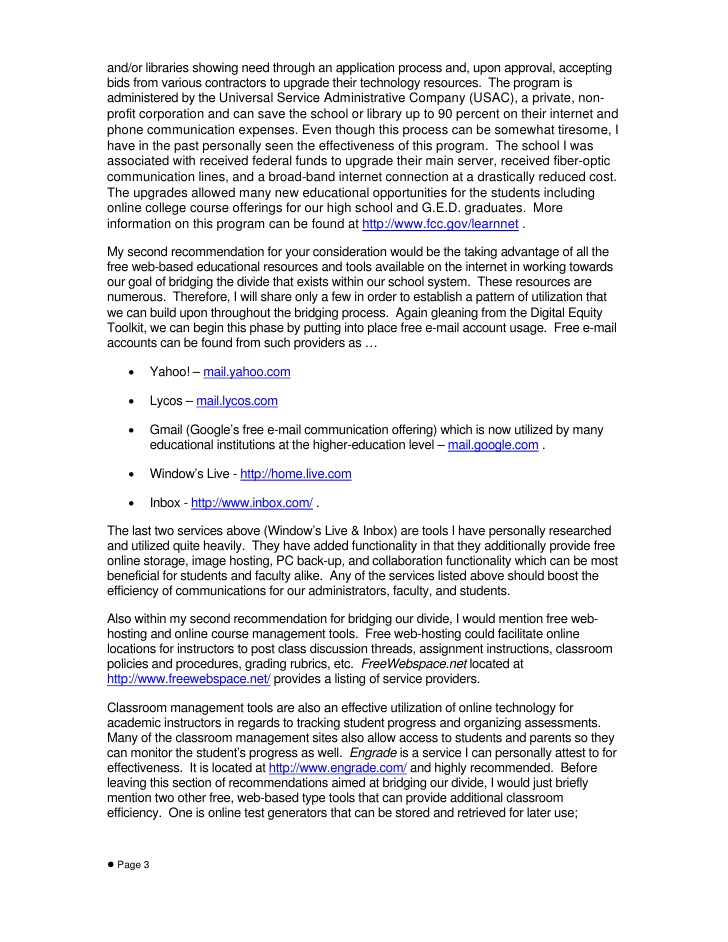 and/or libraries showing need through an application process and, upon approval, accepting
bids from various contractors to upgrade their technology resources.  The program is
administered by the Universal Service Administrative Company (USAC), a private, non-
profit corporation and can save the school or library up to 90 percent on their internet and
phone communication expenses. Even though this process can be somewhat tiresome, I
have in the past personally seen the effectiveness of this program.  The school I was
associated with received federal funds to upgrade their main server, received fiber-optic
communication lines, and a broad-band internet connection at a drastically reduced cost.
The upgrades allowed many new educational opportunities for the students including
online college course offerings for our high school and G.E.D. graduates.  More
information on this program can be found at http://www.fcc.gov/learnnet .
My second recommendation for your consideration would be the taking advantage of all the
free web-based educational resources and tools available on the internet in working towards
our goal of bridging the divide that exists within our school system.  These resources are
numerous.  Therefore, I will share only a few in order to establish a pattern of utilization that
we can build upon throughout the bridging process.  Again gleaning from the Digital Equity
Toolkit, we can begin this phase by putting into place free e-mail account usage.  Free e-mail
accounts can be found from such providers as …
• Yahoo! – mail.yahoo.com
• Lycos – mail.lycos.com
• Gmail (Google's free e-mail communication offering) which is now utilized by many
educational institutions at the higher-education level – mail.google.com .
• Window's Live - http://home.live.com
• Inbox - http://www.inbox.com/ .
The last two services above (Window's Live & Inbox) are tools I have personally researched
and utilized quite heavily.  They have added functionality in that they additionally provide free
online storage, image hosting, PC back-up, and collaboration functionality which can be most
beneficial for students and faculty alike.  Any of the services listed above should boost the
efficiency of communications for our administrators, faculty, and students.
Also within my second recommendation for bridging our divide, I would mention free web-
hosting and online course management tools.  Free web-hosting could facilitate online
locations for instructors to post class discussion threads, assignment instructions, classroom
policies and procedures, grading rubrics, etc.  FreeWebspace.net located at
http://www.freewebspace.net/ provides a listing of service providers.
Classroom management tools are also an effective utilization of online technology for
academic instructors in regards to tracking student progress and organizing assessments.
Many of the classroom management sites also allow access to students and parents so they
can monitor the student's progress as well.  Engrade is a service I can personally attest to for
effectiveness.  It is located at http://www.engrade.com/ and highly recommended.  Before
leaving this section of recommendations aimed at bridging our divide, I would just briefly
mention two other free, web-based type tools that can provide additional classroom
efficiency.  One is online test generators that can be stored and retrieved for later use;
• Page 3